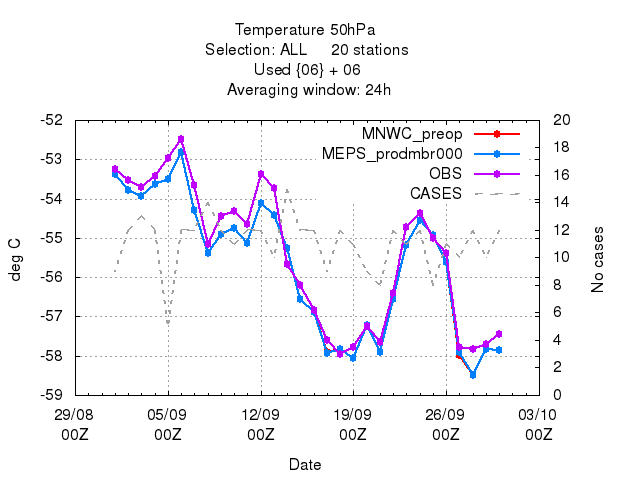 Temperature 50hPa
Selection: ALL 20 stations
Used {06} + 06
Averaging window: 24h
MNWC_preop
MEPS_prodmbr000
OBS
CASES
-52
-53
-54
-55
-56
-57
-58
-59
deg C
20
18
16
14
12
10
8
6
4
2
0
No cases
29/08 05/09 12/09 19/09 26/09 03/10
00Z 00Z 00Z 00Z 00Z 00Z
Date